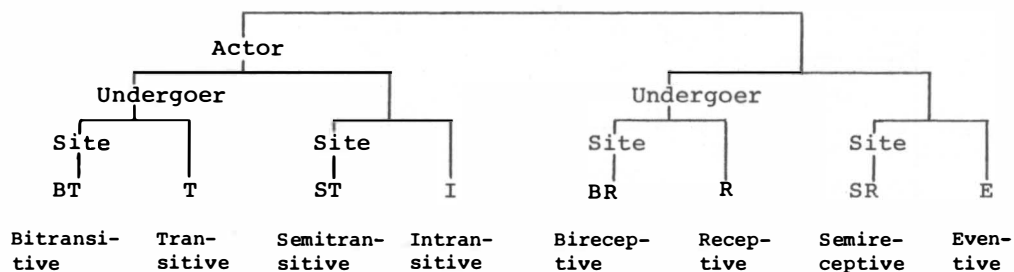 Actor
Undergoer Undergoer
Site Site Site Site
BT T ST I BR R SR E
Bitransi- Tran- Semitran- Intran- Birecep- Recep- Semire- Even-
tive sitive sitive sitive tive tive ceptive tive